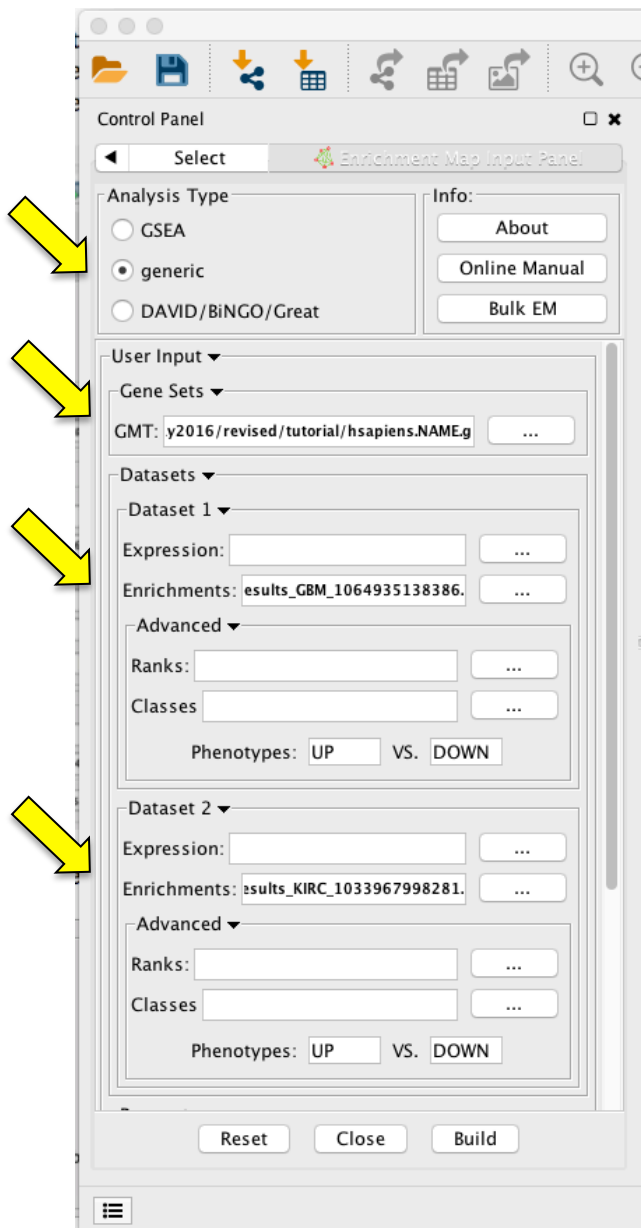 Control Panel
Select Enrichment Map Input Panel
Analysis Type
GSEA
generic
DAVID/BiNGO/Great
Info:
About
Online Manual
Bulk EM
User Input
Gene Sets
GMT: y2016/revised/tutorial/hsapiens.NAME.g ...
Datasets
Dataset 1
Expression: ...
Enrichments: esults_GBM_1064935138386. ...
Advanced
Ranks: ...
Classes ...
Phenotypes: UP VS. DOWN
Dataset 2
Expression: ...
Enrichments: esults_KIRC_1033967998281. ...
Advanced
Ranks: ...
Classes ...
Phenotypes: UP VS. DOWN
Reset Close Build